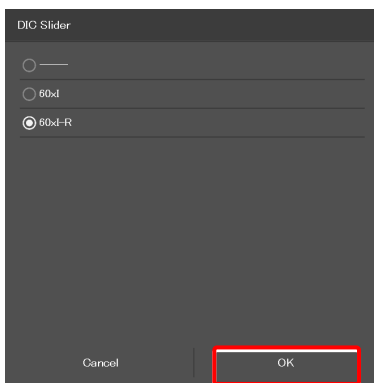 DIC Slider
———
60xI
60xI-R
Cancel
OK